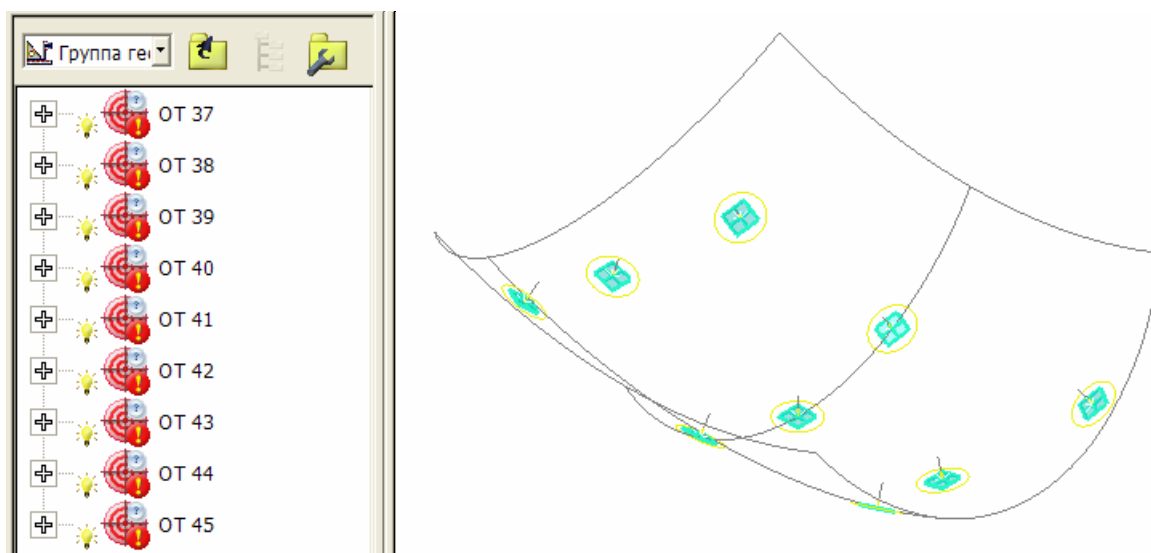 Группа гео
ОТ 37
ОТ 38
ОТ 39
ОТ 40
ОТ 41
ОТ 42
ОТ 43
ОТ 44
ОТ 45